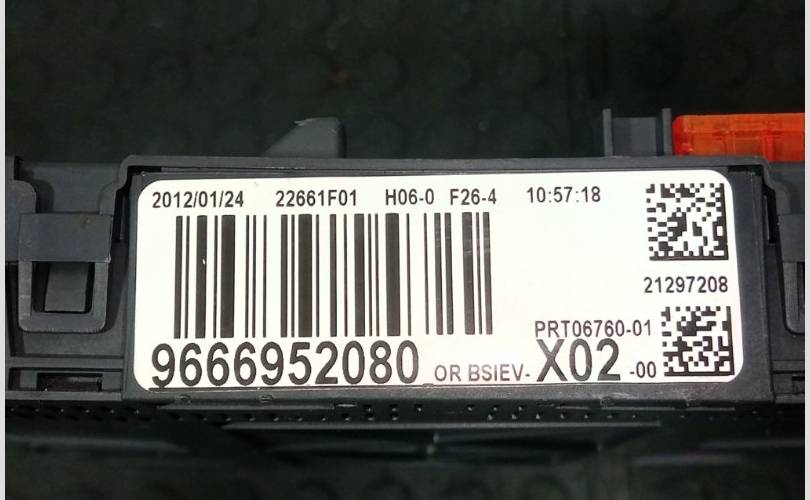 2012/01/24 22661F01 H06-0 F26-4 10:57:18
21297208
PRT06760-01
9666952080 OR BSIEV- X02 -00